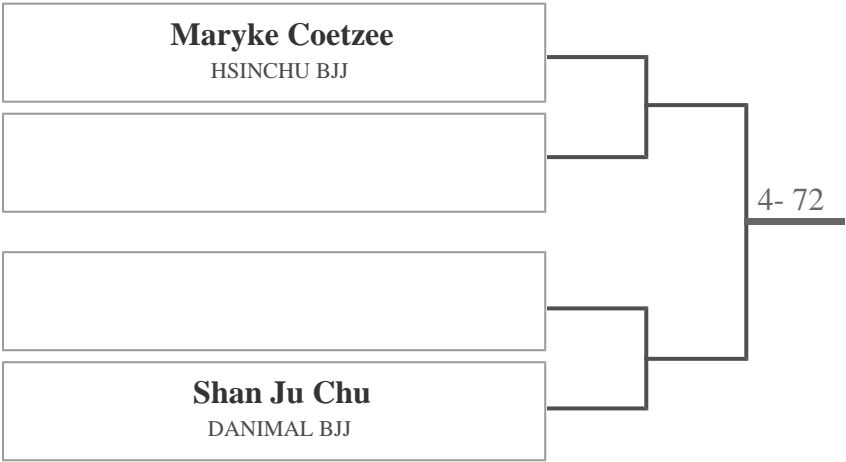 Maryke Coetzee
HSINCHU BJJ
4- 72
Shan Ju Chu
DANIMAL BJJ